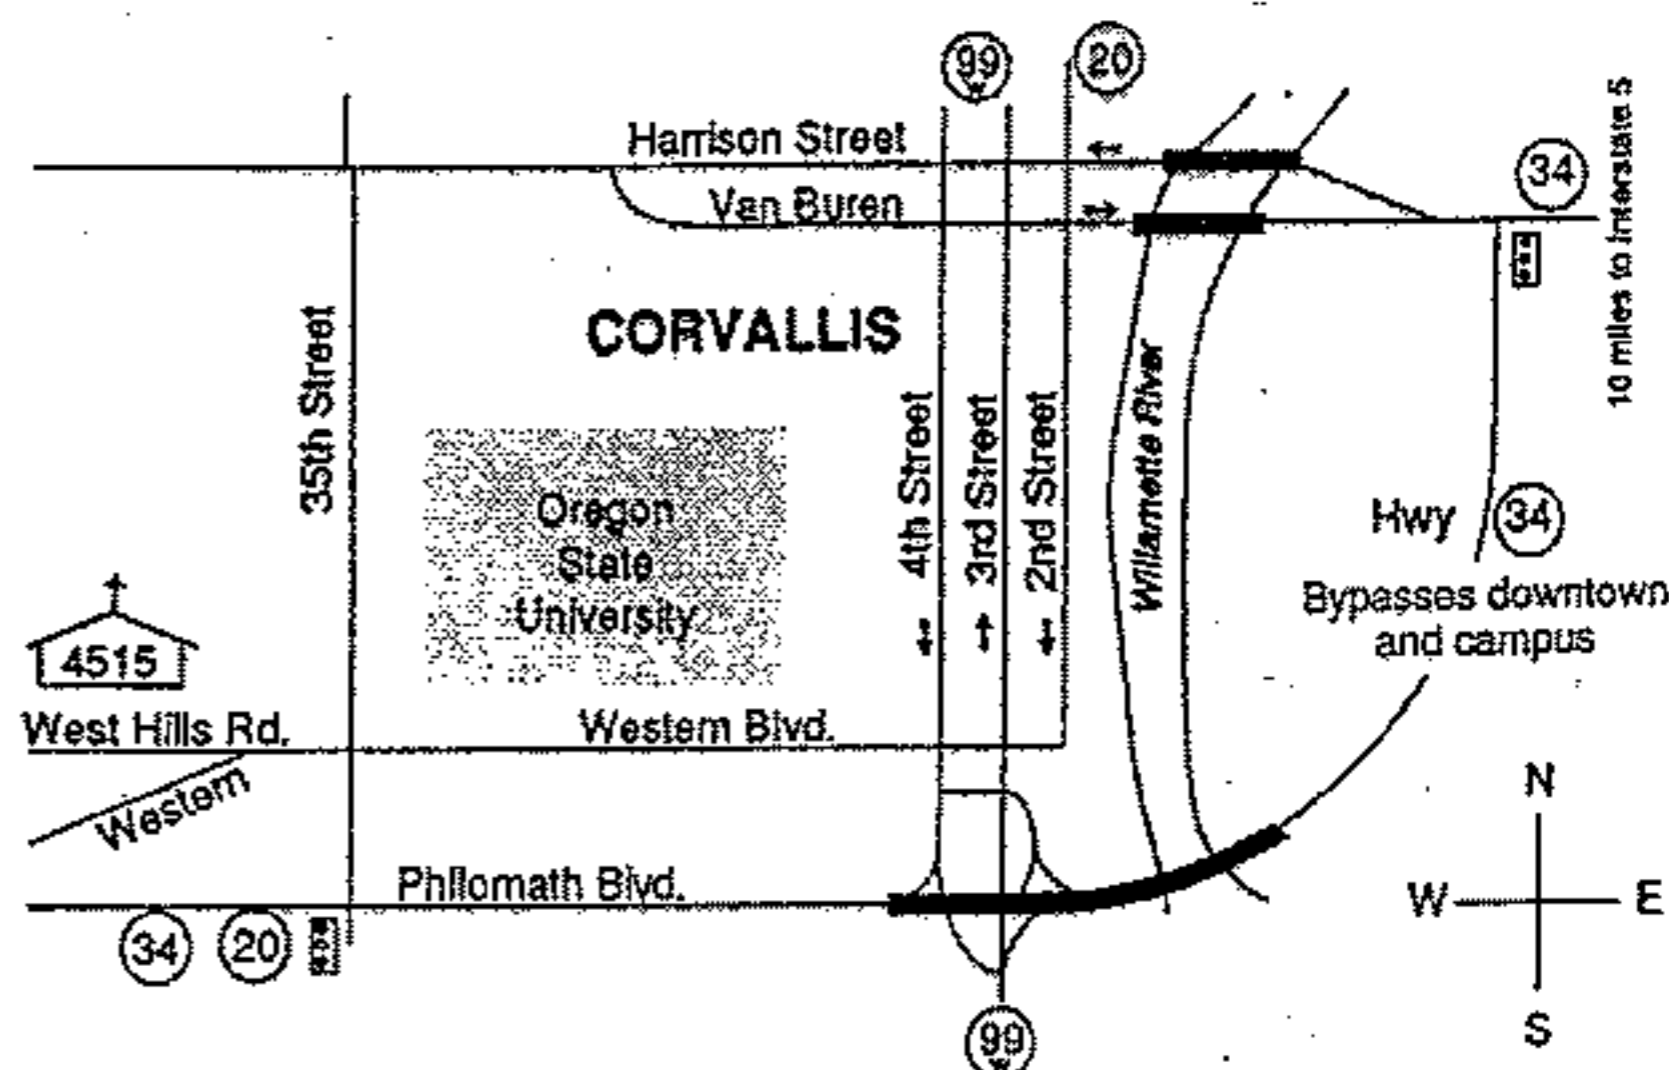 99
W
20
Harrison Street
34
Van Buren
10 miles to Interstate 5
CORVALLIS
35th Street
4th Street
3rd Street
2nd Street
Willamette River
Oregon
State
University
Hwy 34
Bypasses downtown
and campus
4515
West Hills Rd.
Western Blvd.
Western
Philomath Blvd.
34
20
99
W
N
W
E
S